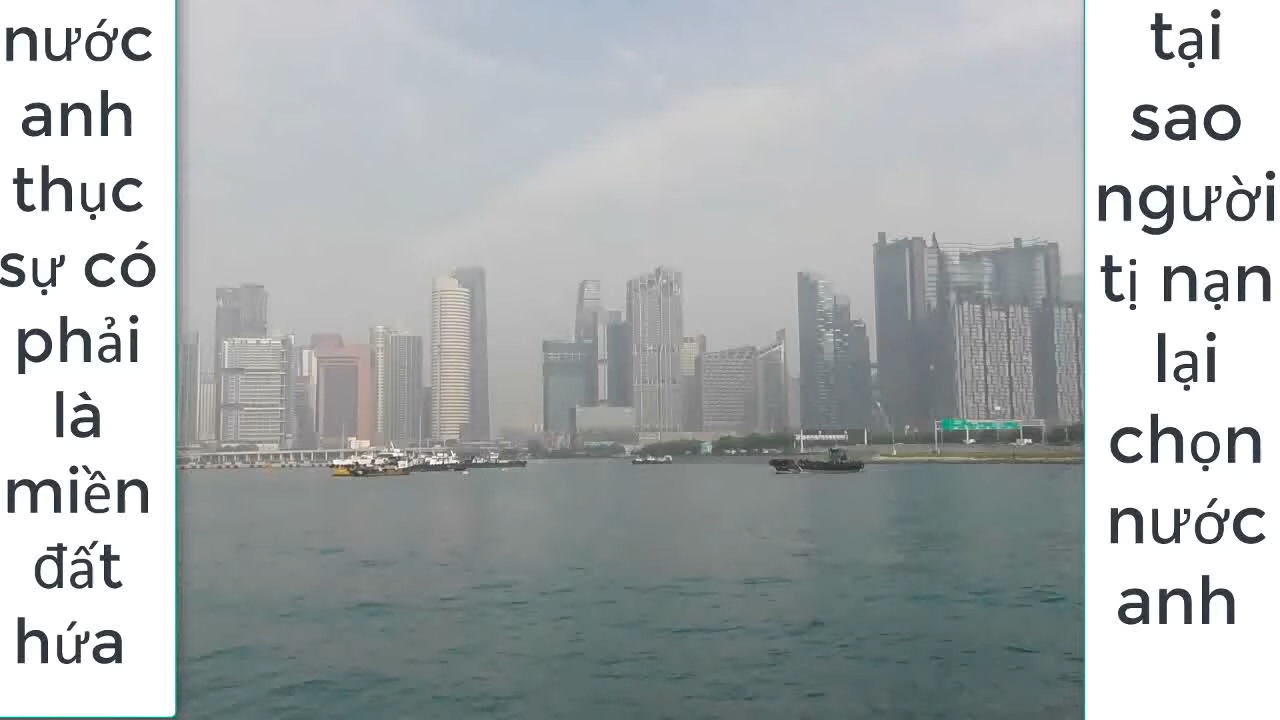 nước
anh
thục
sự có
phải
là
miền
đất
hứa
tại
sao
người
tị nạn
lại
chọn
nước
anh